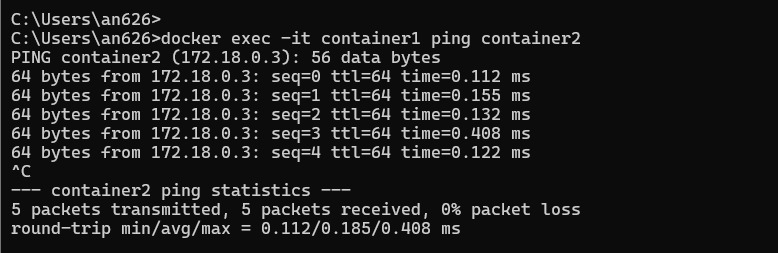 C:\Users\an626>
C:\Users\an626>docker exec -it container1 ping container2
PING container2 (172.18.0.3): 56 data bytes
64 bytes from 172.18.0.3: seq=0 ttl=64 time=0.112 ms
64 bytes from 172.18.0.3: seq=1 ttl=64 time=0.155 ms
64 bytes from 172.18.0.3: seq=2 ttl=64 time=0.132 ms
64 bytes from 172.18.0.3: seq=3 ttl=64 time=0.408 ms
64 bytes from 172.18.0.3: seq=4 ttl=64 time=0.122 ms
^C
--- container2 ping statistics ---
5 packets transmitted, 5 packets received, 0% packet loss
round-trip min/avg/max = 0.112/0.185/0.408 ms